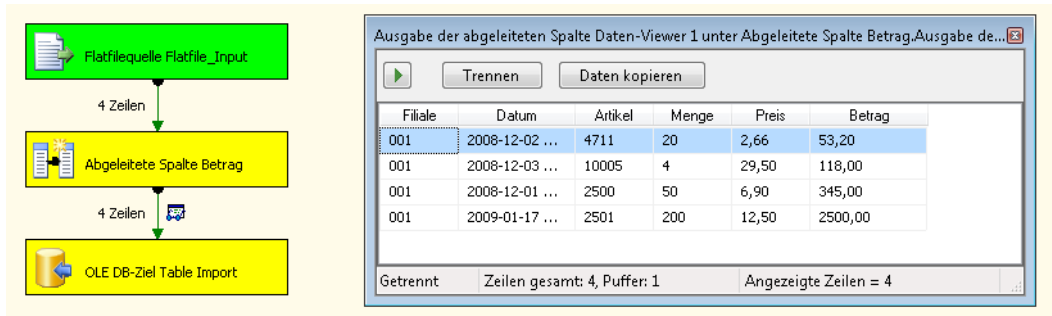 Flatfilequelle Flatfile_Input
4 Zeilen
Abgeleitete Spalte Betrag
4 Zeilen
OLE DB-Ziel Table Import
Ausgabe der abgeleiteten Spalte Daten-Viewer 1 unter Abgeleitete Spalte Betrag.Ausgabe de...
Trennen Daten kopieren
Filiale Datum Artikel Menge Preis Betrag
001 2008-12-02 ... 4711 20 2,66 53,20
001 2008-12-03 ... 10005 4 29,50 118,00
001 2008-12-01 ... 2500 50 6,90 345,00
001 2009-01-17 ... 2501 200 12,50 2500,00
Getrennt Zeilen gesamt: 4, Puffer: 1 Angezeigte Zeilen = 4